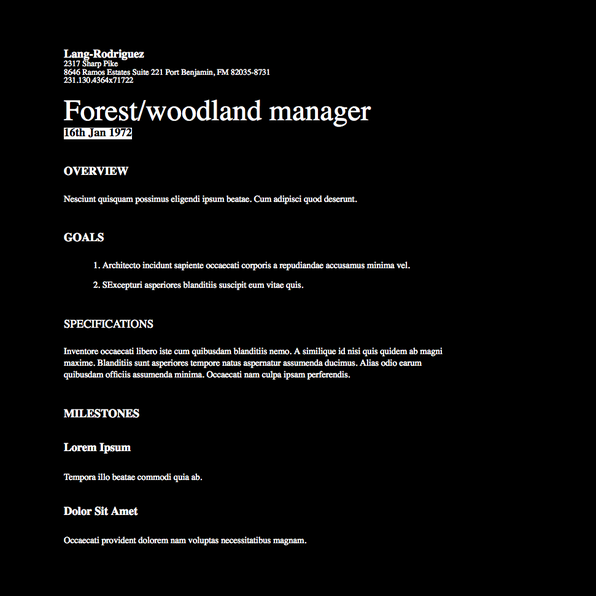 Lang-Rodriguez
2317 Sharp Pike
8646 Ramos Estates Suite 221 Port Benjamin, FM 82035-8731
231.130.4364x71722
Forest/woodland manager
16th Jan 1972
OVERVIEW
Nesciunt quisquam possimus eligendi ipsum beatae. Cum adipisci quod deserunt.
GOALS
1. Architecto incidunt sapiente occaecati corporis a repudiandae accusamus minima vel.
2. SExcepturi asperiores blanditiis suscipit eum vitae quis.
SPECIFICATIONS
Inventore occaecati libero iste cum quibusdam blanditiis nemo. A similique id nisi quis quidem ab magni
maxime. Blanditiis sunt asperiores tempore natus aspernatur assumenda ducimus. Alias odio earum
quibusdam officiis assumenda minima. Occaecati nam culpa ipsam perferendis.
MILESTONES
Lorem Ipsum
Tempora illo beatae commodi quia ab.
Dolor Sit Amet
Occaecati provident dolorem nam voluptas necessitatibus magnam.